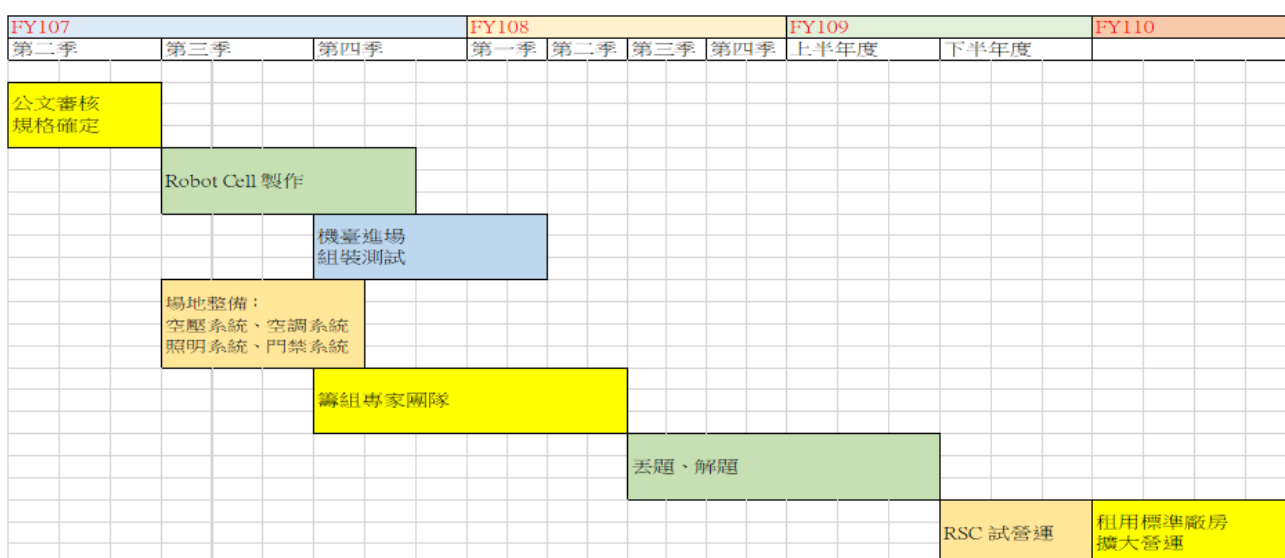 FY107 FY108 FY109 FY110
第二季 第三季 第四季 第一季 第二季 第三季 第四季 上半年度 下半年度
公文審核
規格確定
Robot Cell 製作
機臺進場
組裝測試
場地整備：
空壓系統、空調系統
照明系統、門禁系統
籌組專家團隊
丟題、解題
RSC 試營運
租用標準廠房
擴大營運